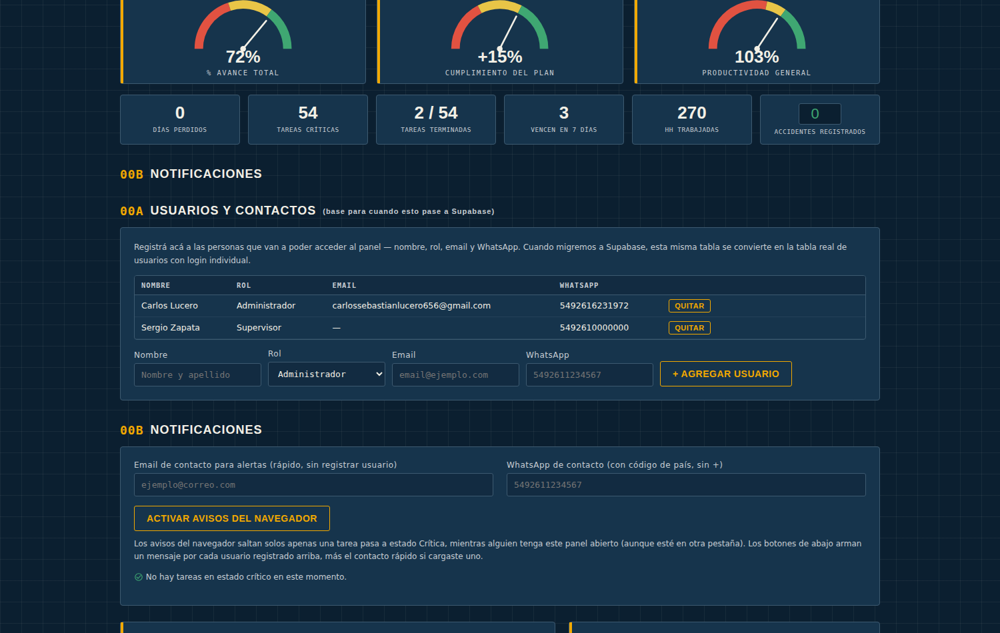 72%
% AVANCE TOTAL
+15%
CUMPLIMIENTO DEL PLAN
103%
PRODUCTIVIDAD GENERAL
0
DÍAS PERDIDOS
54
TAREAS CRÍTICAS
2 / 54
TAREAS TERMINADAS
3
VENCEN EN 7 DÍAS
270
HH TRABAJADAS
0
ACCIDENTES REGISTRADOS
00B NOTIFICACIONES
00A USUARIOS Y CONTACTOS (base para cuando esto pase a Supabase)
Registrá acá a las personas que van a poder acceder al panel — nombre, rol, email y WhatsApp. Cuando migremos a Supabase, esta misma tabla se convierte en la tabla real de
usuarios con login individual.
NOMBRE ROL EMAIL WHATSAPP
Carlos Lucero Administrador carlossebastianlucero656@gmail.com 5492616231972 QUITAR
Sergio Zapata Supervisor — 5492610000000 QUITAR
Nombre Rol Email WhatsApp
Nombre y apellido Administrador email@ejemplo.com 5492611234567 + AGREGAR USUARIO
00B NOTIFICACIONES
Email de contacto para alertas (rápido, sin registrar usuario) WhatsApp de contacto (con código de país, sin +)
ejemplo@correo.com 5492611234567
ACTIVAR AVISOS DEL NAVEGADOR
Los avisos del navegador saltan solos apenas una tarea pasa a estado Crítica, mientras alguien tenga este panel abierto (aunque esté en otra pestaña). Los botones de abajo arman
un mensaje por cada usuario registrado arriba, más el contacto rápido si cargaste uno.
No hay tareas en estado crítico en este momento.